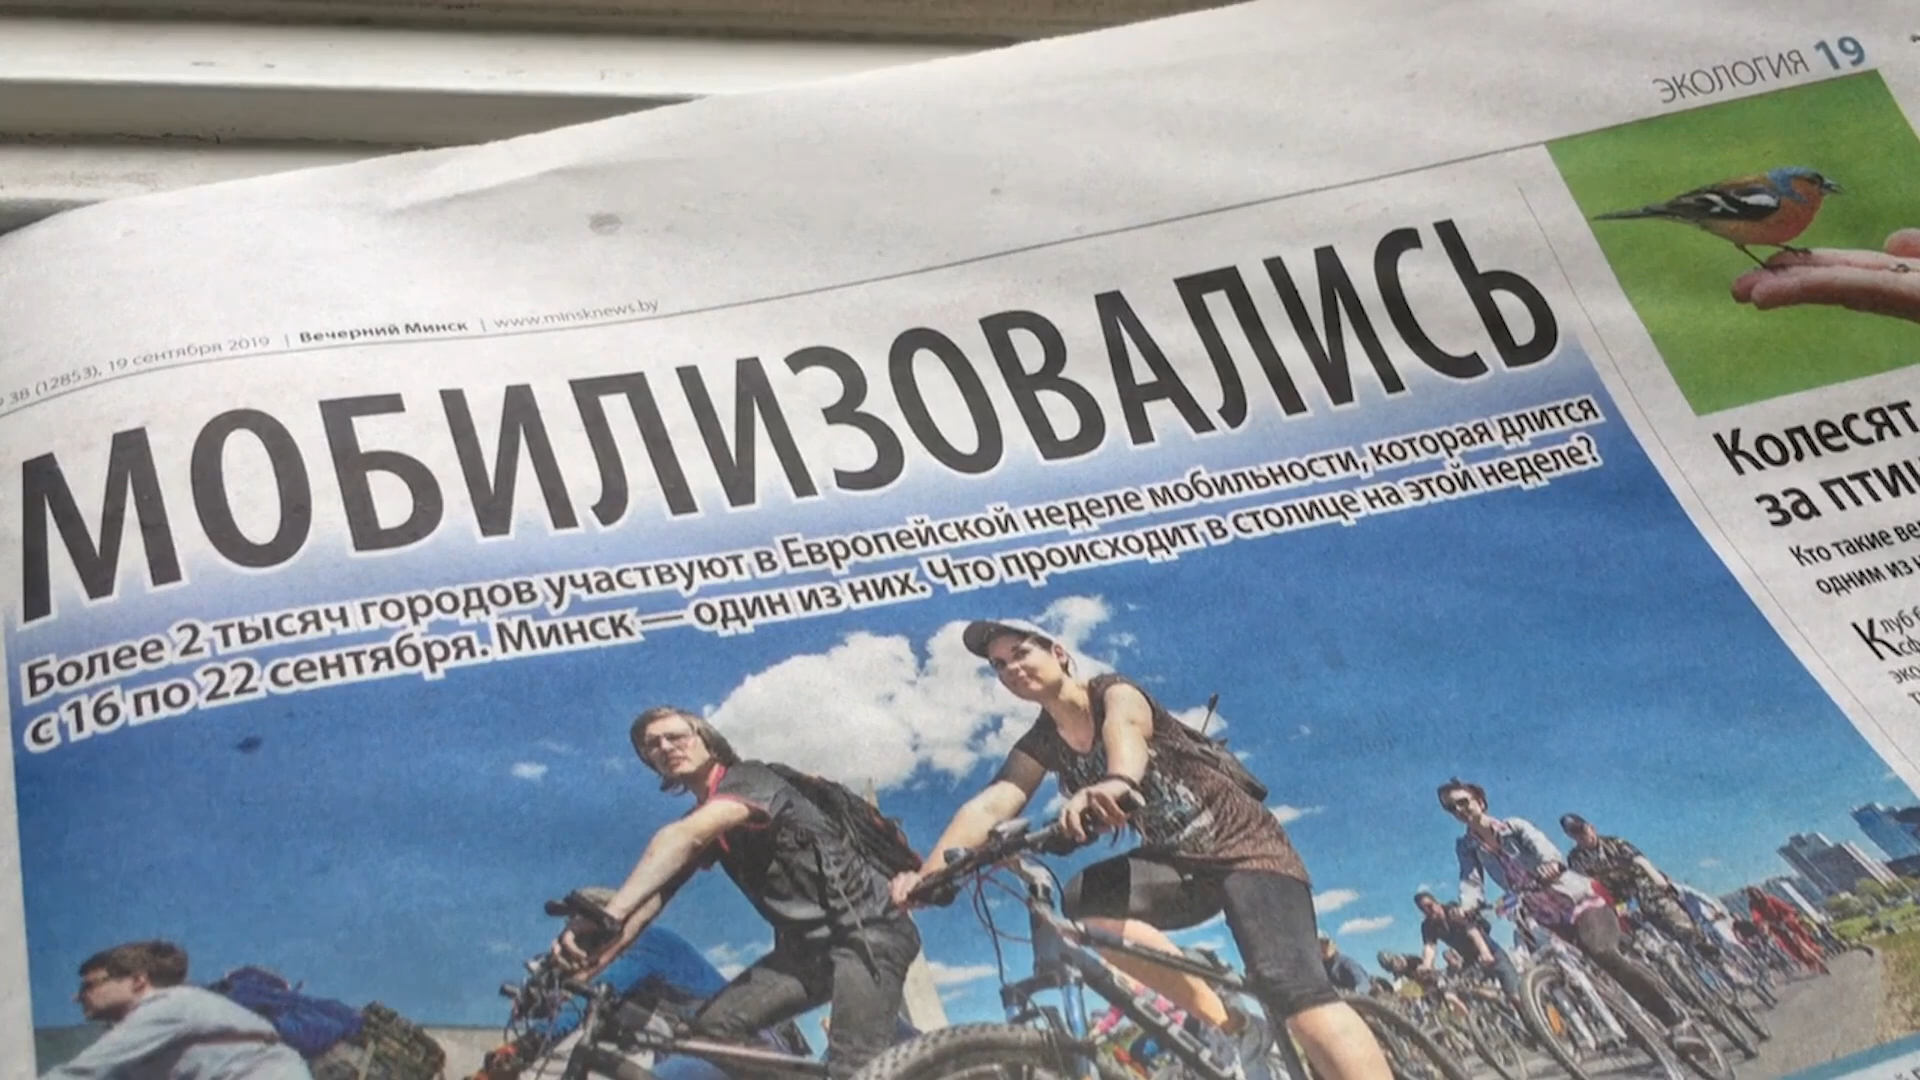 ЭКОЛОГИЯ 19
38 (12853), 19 сентября 2019 | Вечерний Минск | www.minsknews.by
МОБИЛИЗОВАЛИСЬ
Более 2 тысяч городов участвуют в Европейской неделе мобильности, которая длится
с 16 по 22 сентября. Минск — один из них. Что происходит в столице на этой неделе?
Колесят
за
Кто такие
одним из